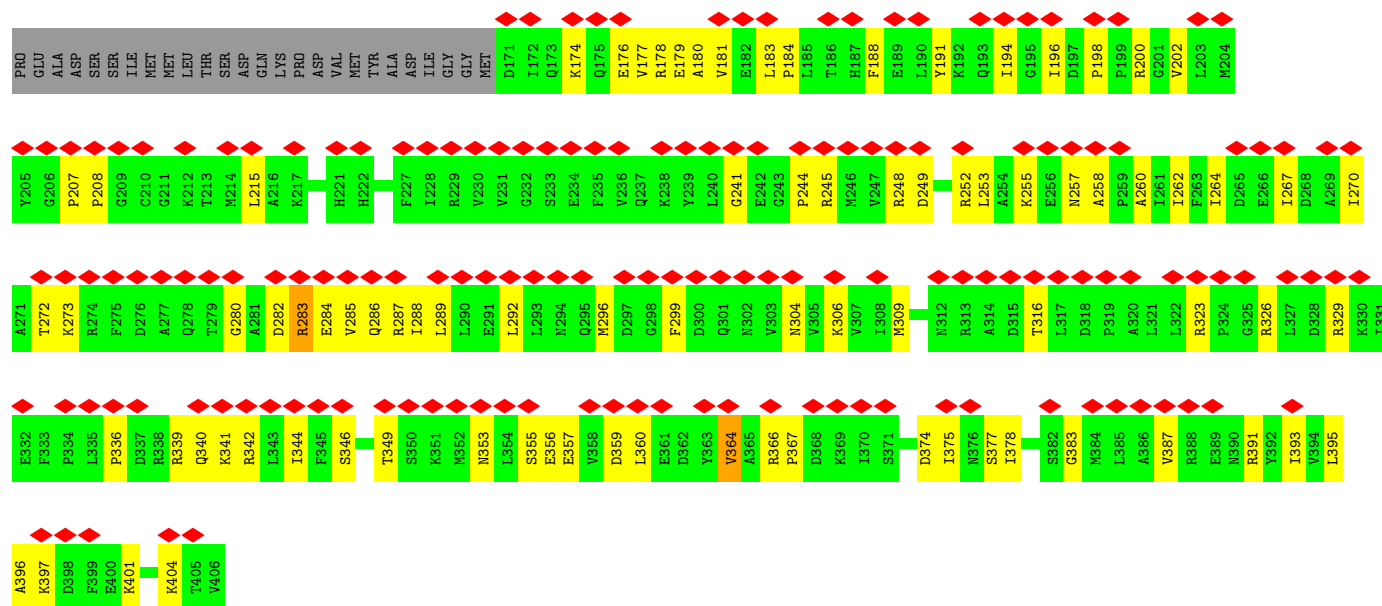 PRO GLU ALA ASP SER SER ILE MET MET LEU THR SER ASP GLN LYS PRO ASP VAL MET TYR ALA ASP ILE GLY GLY MET D171 I172 Q173 K174 Q175 E176 V177 R178 E179 A180 V181 E182 L183 P184 L185 T186 H187 F188 E189 L190 Y191 K192 Q193 I194 G195 I196 D197 P198 P199 R200 G201 V202 L203 M204
Y205 G206 P207 P208 G209 C210 G211 K212 T213 M214 L215 A216 K217 H221 H222 F227 I228 R229 V230 V231 G232 S233 E234 F235 V236 Q237 K238 Y239 L240 G241 E242 G243 P244 R245 M246 V247 R248 D249 R252 L253 A254 K255 E256 N257 A258 P259 A260 I261 I262 F263 I264 D265 E266 I267 D268 A269 I270
A271 T272 K273 R274 F275 D276 A277 Q278 T279 G280 A281 D282 R283 E284 V285 Q286 R287 I288 L289 L290 E291 L292 L293 N294 Q295 M296 D297 G298 F299 D300 Q301 N302 V303 N304 V305 K306 V307 I308 M309 N312 R313 A314 D315 T316 L317 D318 P319 A320 L321 L322 R323 P324 G325 R326 L327 D328 R329 K330 I331
E332 F333 P334 L335 P336 D337 R338 R339 Q340 K341 R342 L343 I344 F345 S346 T349 S350 K351 M352 N353 L354 S355 E356 E357 V358 D359 L360 E361 D362 Y363 V364 A365 R366 P367 D368 K369 I370 S371 D374 I375 N376 S377 I378 S382 G383 M384 L385 A386 V387 R388 E389 N390 R391 Y392 I393 V394 L395
A396 K397 D398 F399 E400 K401 K404 T405 V406